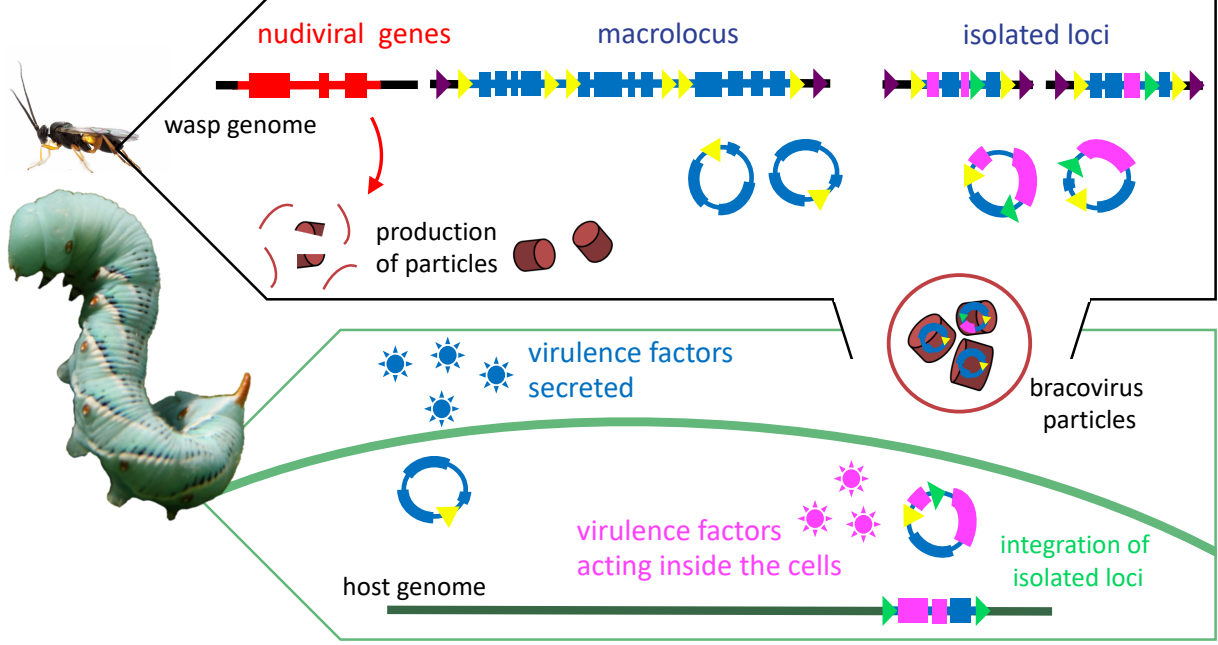 nudiviral genes
macrolocus
isolated loci
wasp genome
production
of particles
virulence factors
secreted
bracovirus
particles
virulence factors
acting inside the cells
integration of
isolated loci
host genome